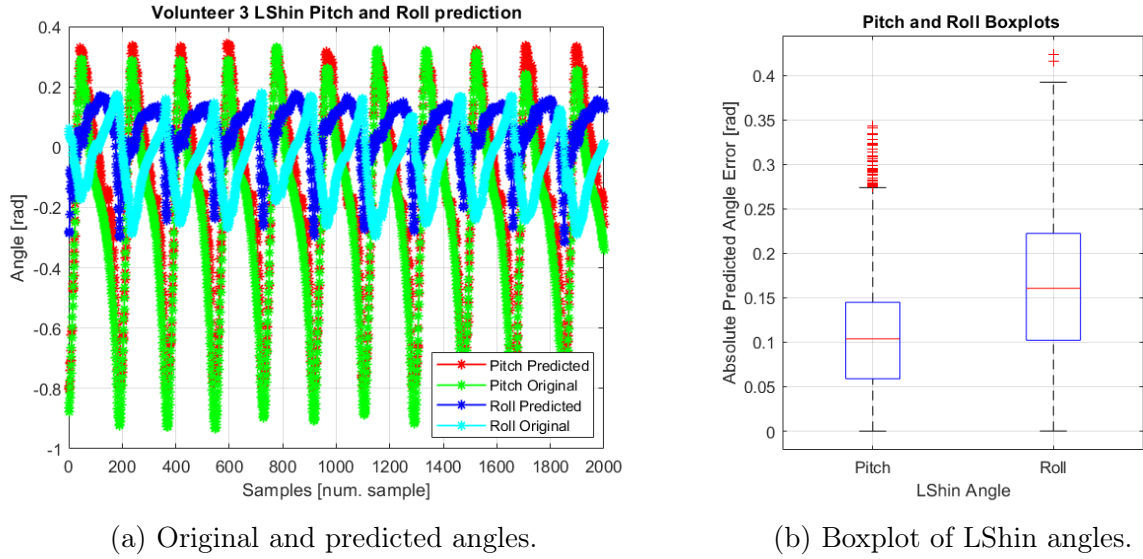 Volunteer 3 LShin Pitch and Roll prediction
0.4
0.2
0
-0.2
-0.4
-0.6
-0.8
-1
Angle [rad]
Pitch Predicted
Pitch Original
Roll Predicted
Roll Original
0 200 400 600 800 1000 1200 1400 1600 1800 2000
Samples [num. sample]
(a) Original and predicted angles.
Pitch and Roll Boxplots
0.4
0.35
0.3
0.25
0.2
0.15
0.1
0.05
0
Absolute Predicted Angle Error [rad]
Pitch Roll
LShin Angle
(b) Boxplot of LShin angles.